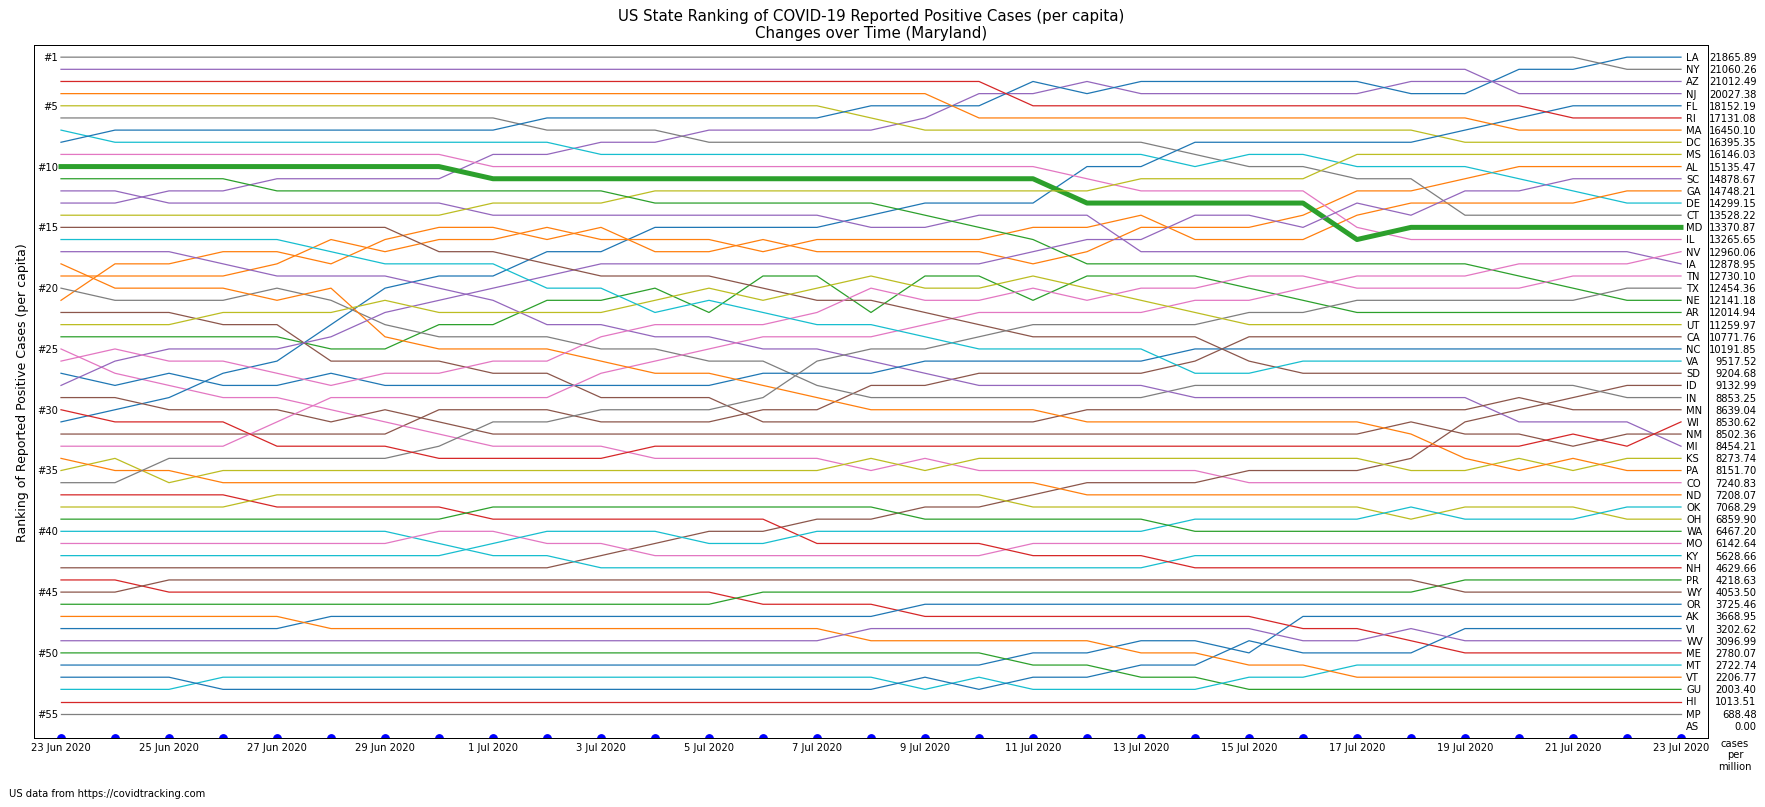 US State Ranking of COVID-19 Reported Positive Cases (per capita)
Changes over Time (Maryland)
Ranking of Reported Positive Cases (per capita)
#1
#5
#10
#15
#20
#25
#30
#35
#40
#45
#50
#55
LA 21865.89
NY 21060.26
AZ 21012.49
NJ 20027.38
FL 18152.19
RI 17131.08
MA 16450.10
DC 16395.35
MS 16146.03
AL 15135.47
SC 14878.67
GA 14748.21
DE 14299.15
CT 13528.22
MD 13370.87
IL 13265.65
NV 12960.06
IA 12878.95
TN 12730.10
TX 12454.36
NE 12141.18
AR 12014.94
UT 11259.97
CA 10771.76
NC 10191.85
VA 9517.52
SD 9204.68
ID 9132.99
IN 8853.25
MN 8639.04
WI 8530.62
NM 8502.36
MI 8454.21
KS 8273.74
PA 8151.70
CO 7240.83
ND 7208.07
OK 7068.29
OH 6859.90
WA 6467.20
MO 6142.64
KY 5628.66
NH 4629.66
PR 4218.63
WY 4053.50
OR 3725.46
AK 3668.95
VI 3202.62
WV 3096.99
ME 2780.07
MT 2722.74
VT 2206.77
GU 2003.40
HI 1013.51
MP 688.48
AS 0.00
23 Jun 2020 25 Jun 2020 27 Jun 2020 29 Jun 2020 1 Jul 2020 3 Jul 2020 5 Jul 2020 7 Jul 2020 9 Jul 2020 11 Jul 2020 13 Jul 2020 15 Jul 2020 17 Jul 2020 19 Jul 2020 21 Jul 2020 23 Jul 2020
cases
per
million
US data from https://covidtracking.com